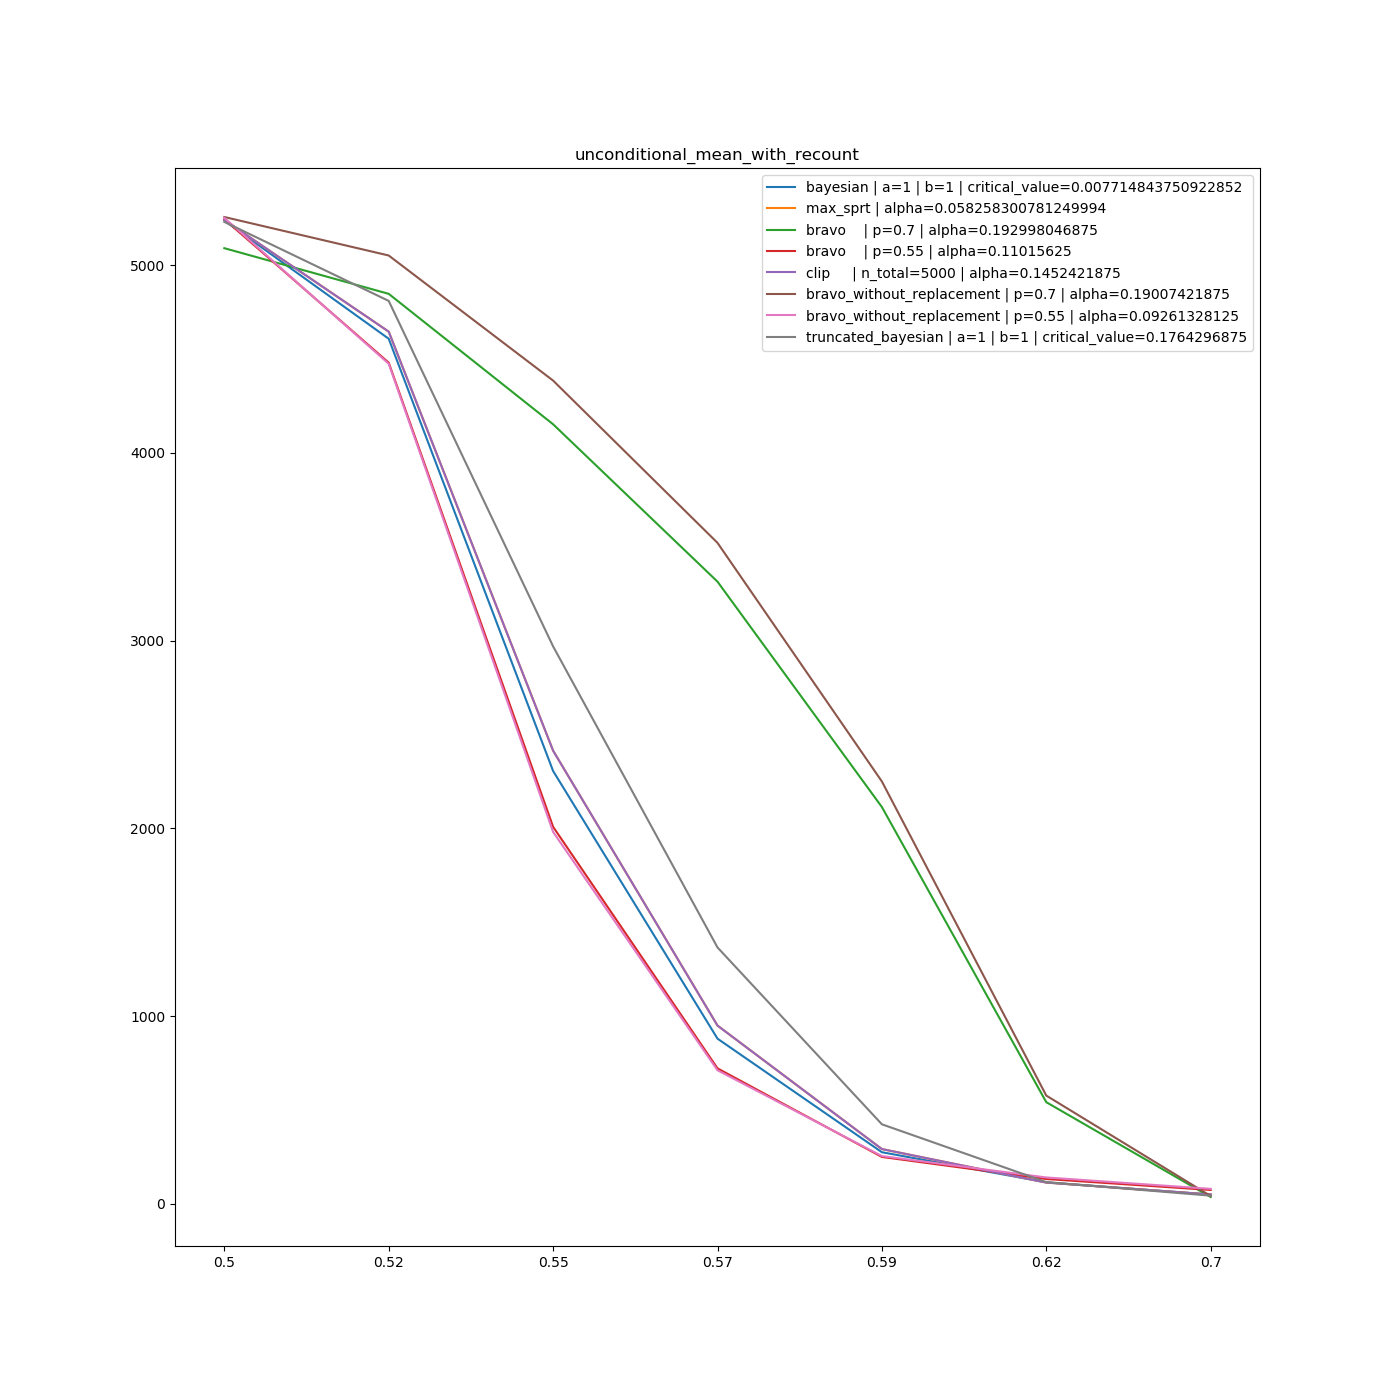 unconditional_mean_with_recount
bayesian | a=1 | b=1 | critical_value=0.007714843750922852
max_sprt | alpha=0.058258300781249994
bravo    | p=0.7 | alpha=0.192998046875
bravo    | p=0.55 | alpha=0.11015625
clip     | n_total=5000 | alpha=0.1452421875
bravo_without_replacement | p=0.7 | alpha=0.19007421875
bravo_without_replacement | p=0.55 | alpha=0.09261328125
truncated_bayesian | a=1 | b=1 | critical_value=0.1764296875
5000
4000
3000
2000
1000
0
0.5 0.52 0.55 0.57 0.59 0.62 0.7